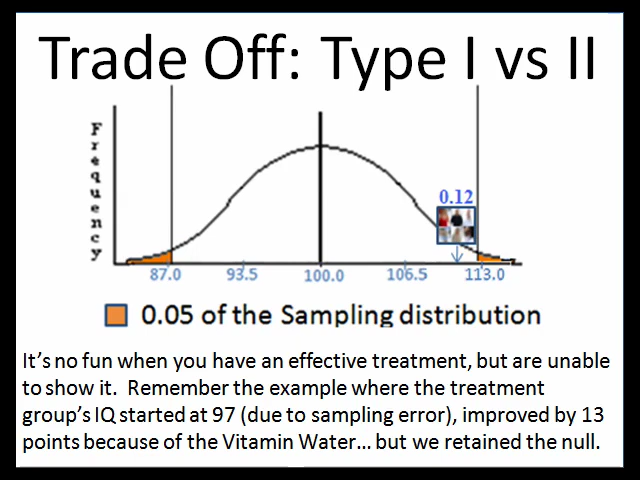 Trade Off: Type I vs II
Frequency
0.12
87.0 93.5 100.0 106.5 113.0
0.05 of the Sampling distribution
It's no fun when you have an effective treatment, but are unable
to show it.  Remember the example where the treatment
group's IQ started at 97 (due to sampling error), improved by 13
points because of the Vitamin Water... but we retained the null.